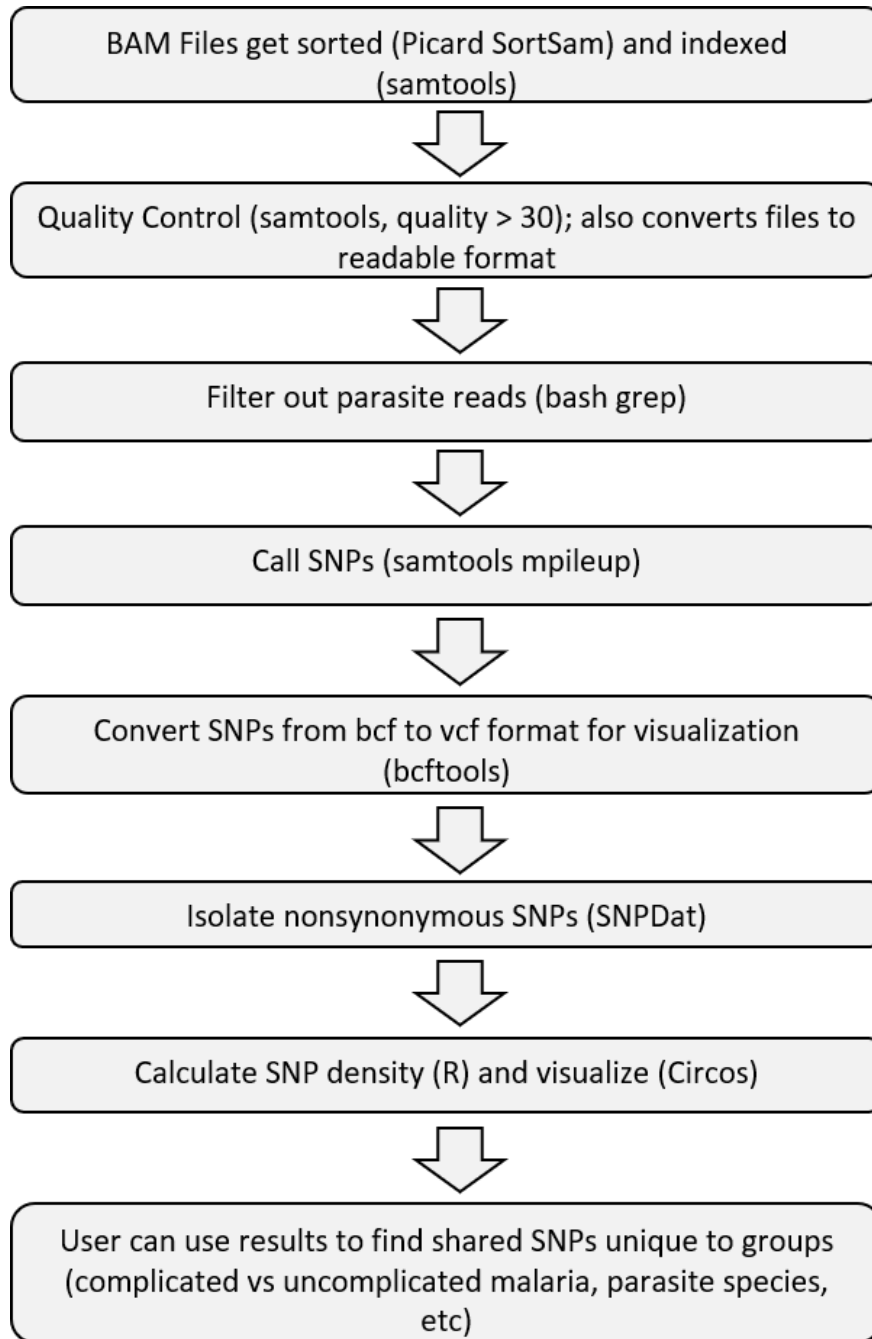 BAM Files get sorted (Picard SortSam) and indexed
(samtools)
Quality Control (samtools, quality > 30); also converts files to
readable format
Filter out parasite reads (bash grep)
Call SNPs (samtools mpileup)
Convert SNPs from bcf to vcf format for visualization
(bcftools)
Isolate nonsynonymous SNPs (SNPDat)
Calculate SNP density (R) and visualize (Circos)
User can use results to find shared SNPs unique to groups
(complicated vs uncomplicated malaria, parasite species,
etc)